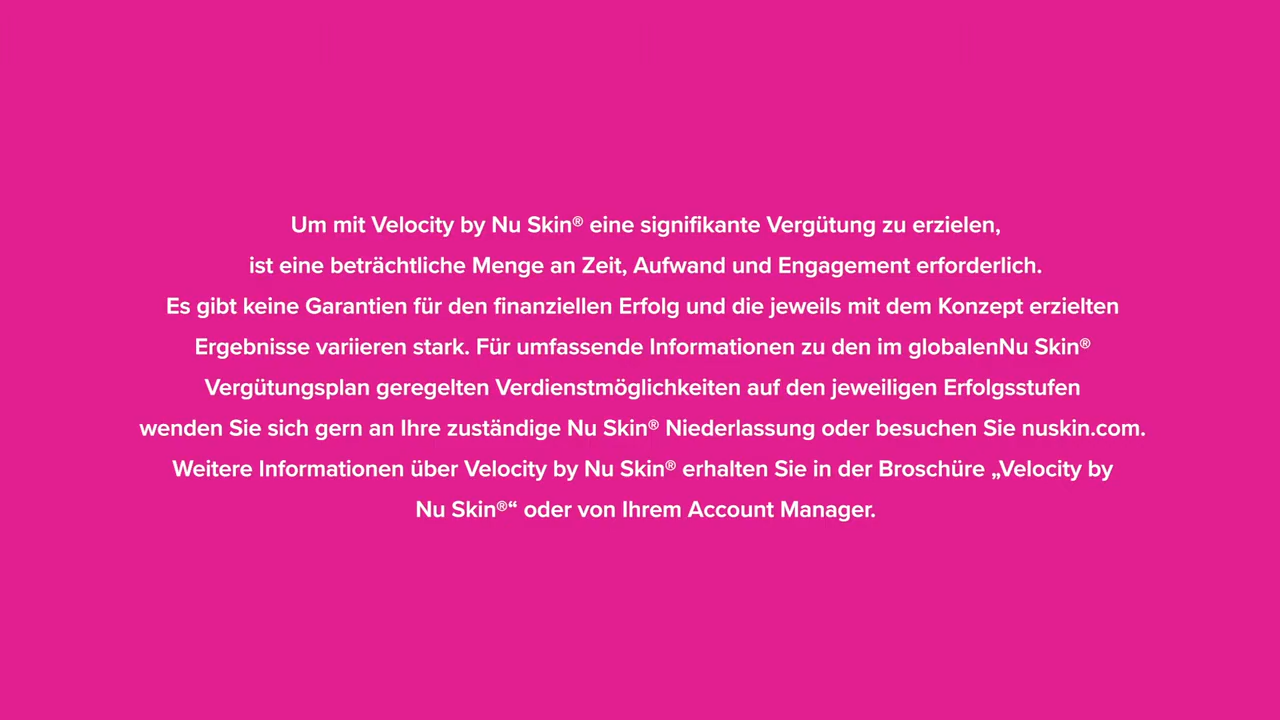 Um mit Velocity by Nu Skin® eine signifikante Vergütung zu erzielen,
ist eine beträchtliche Menge an Zeit, Aufwand und Engagement erforderlich.
Es gibt keine Garantien für den finanziellen Erfolg und die jeweils mit dem Konzept erzielten
Ergebnisse variieren stark. Für umfassende Informationen zu den im globalenNu Skin®
Vergütungsplan geregelten Verdienstmöglichkeiten auf den jeweiligen Erfolgsstufen
wenden Sie sich gern an Ihre zuständige Nu Skin® Niederlassung oder besuchen Sie nuskin.com.
Weitere Informationen über Velocity by Nu Skin® erhalten Sie in der Broschüre „Velocity by
Nu Skin®“ oder von Ihrem Account Manager.